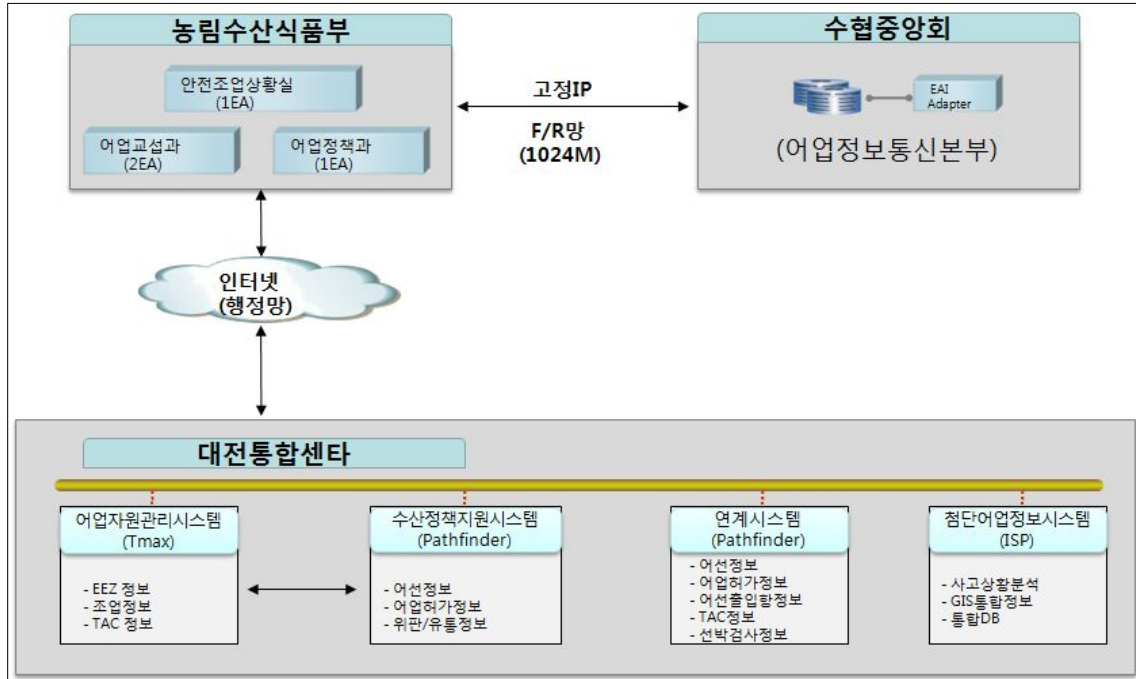 농림수산식품부
안전조업상황실
(1EA)
어업교섭과
(2EA)
어업정책과
(1EA)
고정IP
F/R망
(1024M)
수협중앙회
EAI
Adapter
(어업정보통신본부)
인터넷
(행정망)
대전통합센타
어업자원관리시스템
(Tmax)
- EEZ 정보
- 조업정보
- TAC 정보
수산정책지원시스템
(Pathfinder)
- 어선정보
- 어업허가정보
- 위판/유통정보
연계시스템
(Pathfinder)
- 어선정보
- 어업허가정보
- 어선출입항정보
- TAC정보
- 선박검사정보
첨단어업정보시스템
(ISP)
- 사고상황분석
- GIS통합정보
- 통합DB